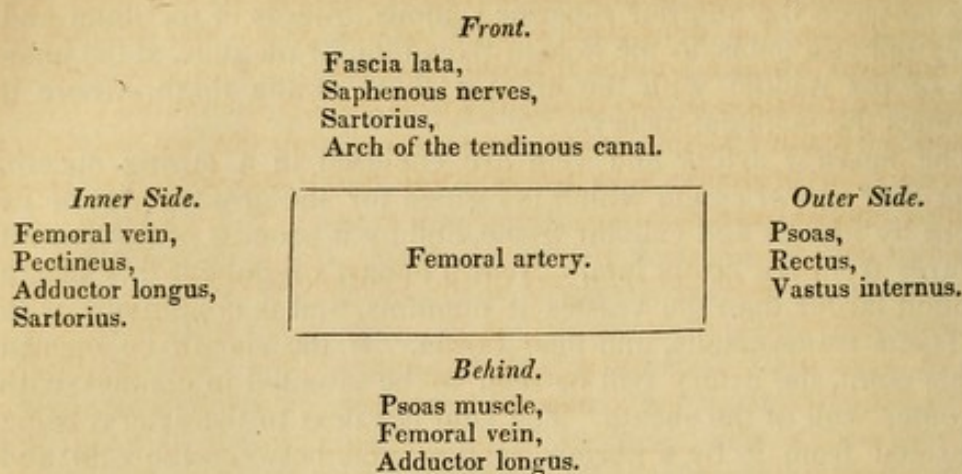 Front.
Fascia lata,
Saphenous nerves,
Sartorius,
Arch of the tendinous canal.
Inner Side.
Femoral vein,
Pectineus,
Adductor longus,
Sartorius.
Femoral artery.
Outer Side.
Psoas,
Rectus,
Vastus internus.
Behind.
Psoas muscle,
Femoral vein,
Adductor longus.